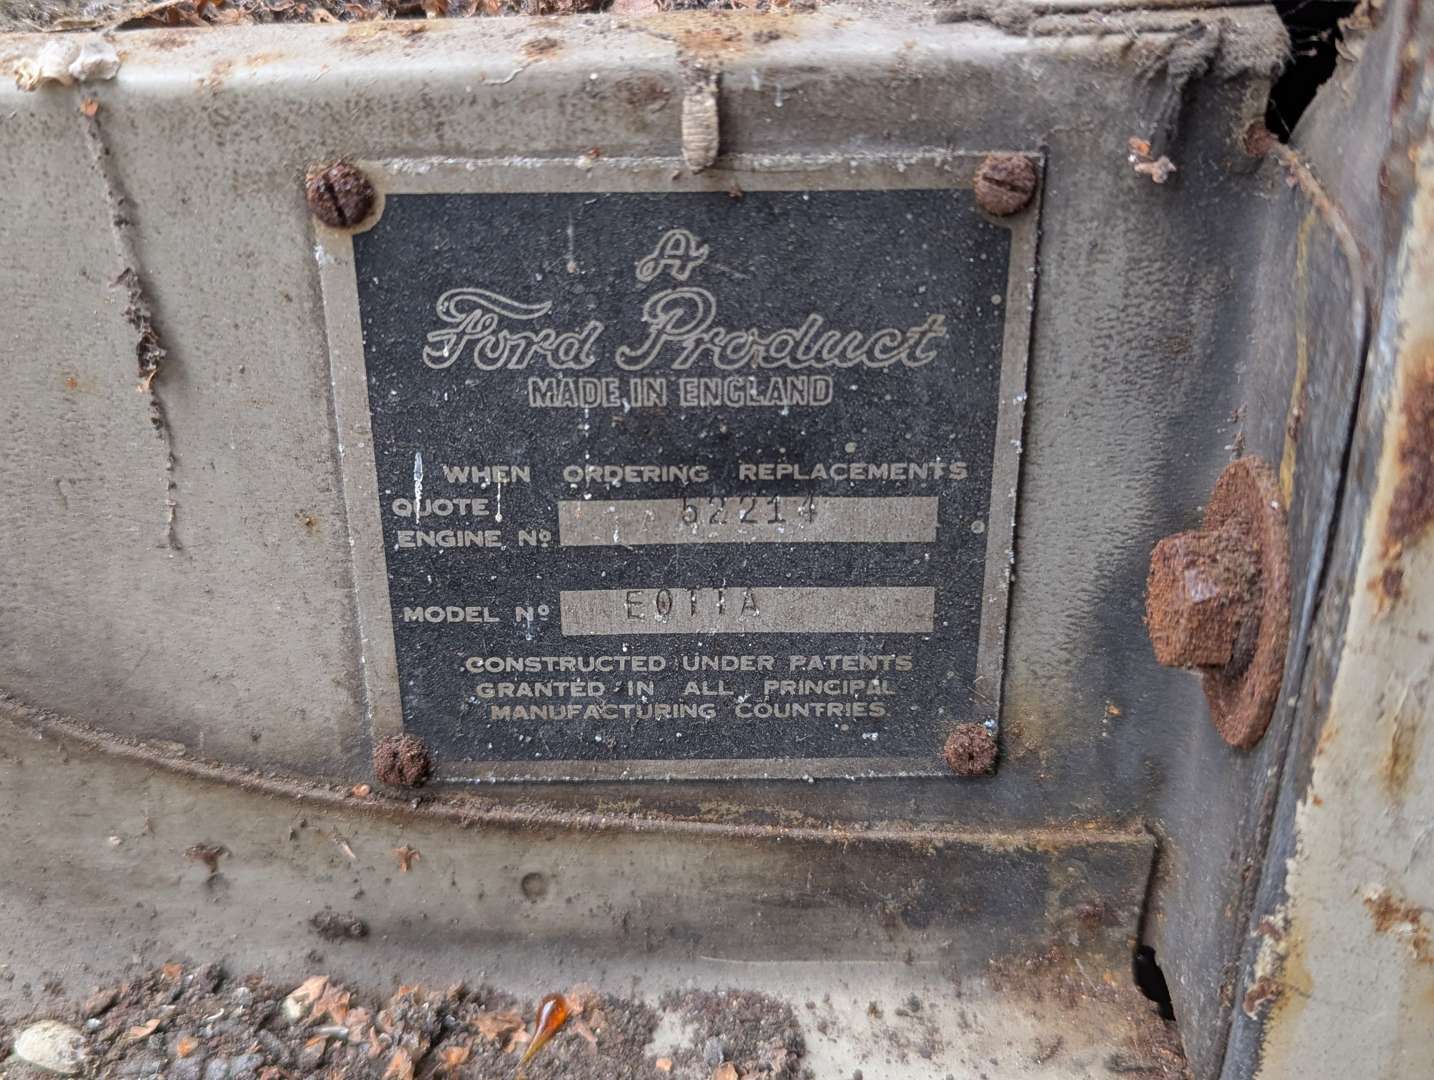 A
Ford Product
MADE IN ENGLAND
WHEN ORDERING REPLACEMENTS
QUOTE
ENGINE Nº 52214
MODEL Nº E01TA
CONSTRUCTED UNDER PATENTS
GRANTED IN ALL PRINCIPAL
MANUFACTURING COUNTRIES